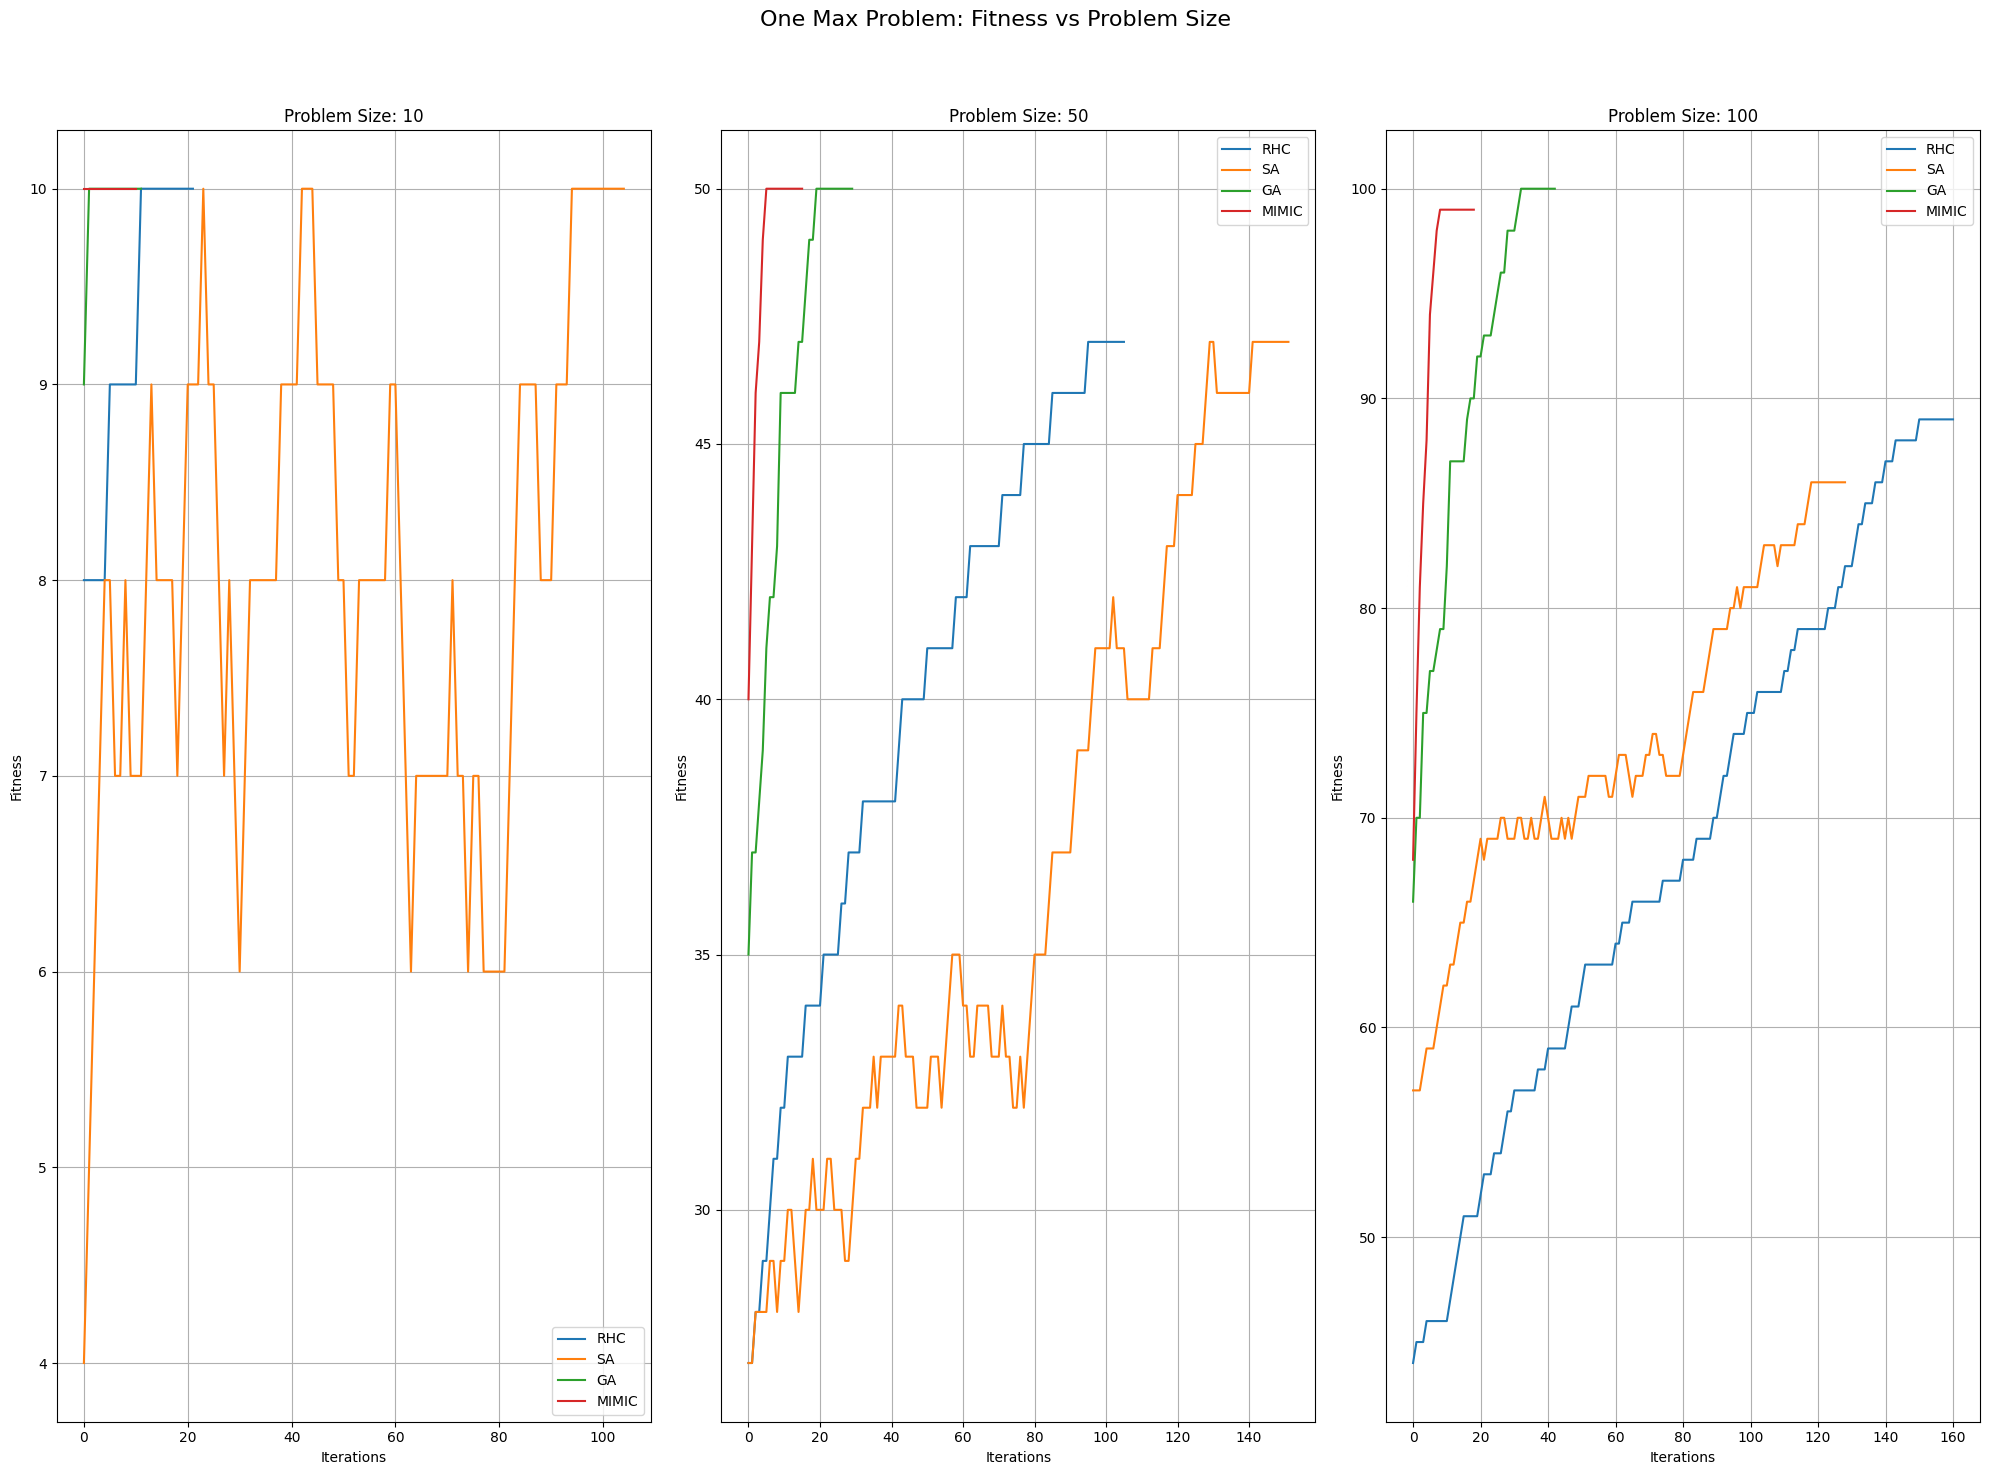 One Max Problem: Fitness vs Problem Size
Problem Size: 10
10
9
8
7
6
5
4
Fitness
0 20 40 60 80 100
Iterations
RHC
SA
GA
MIMIC
Problem Size: 50
50
45
40
35
30
Fitness
0 20 40 60 80 100 120 140
Iterations
RHC
SA
GA
MIMIC
Problem Size: 100
100
90
80
70
60
50
Fitness
0 20 40 60 80 100 120 140 160
Iterations
RHC
SA
GA
MIMIC